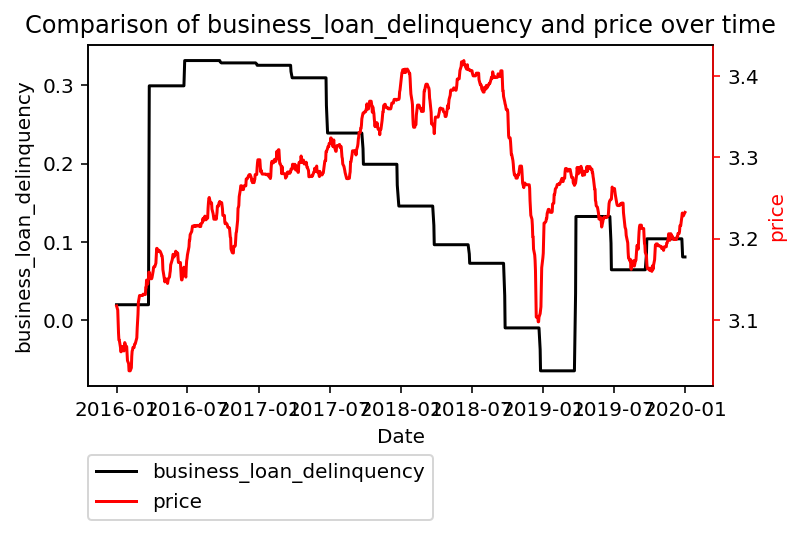 Comparison of business_loan_delinquency and price over time
business_loan_delinquency
0.3
0.2
0.1
0.0
3.4
3.3
3.2
3.1
price
2016-01 2016-07 2017-01 2017-07 2018-01 2018-07 2019-01 2019-07 2020-01
Date
business_loan_delinquency
price